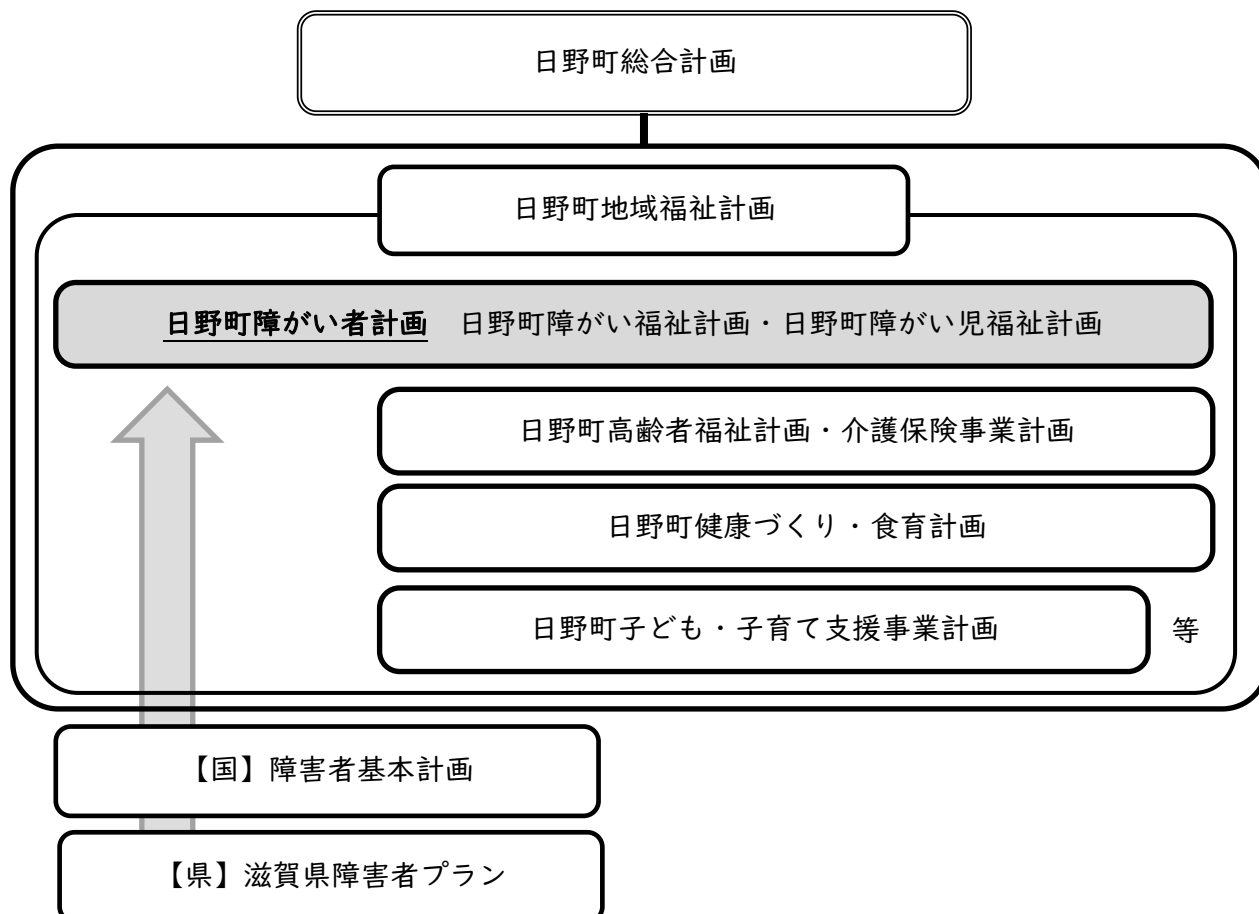 日野町総合計画
日野町地域福祉計画
日野町障がい者計画　日野町障がい福祉計画・日野町障がい児福祉計画
日野町高齢者福祉計画・介護保険事業計画
日野町健康づくり・食育計画
日野町子ども・子育て支援事業計画　等
【国】障害者基本計画
【県】滋賀県障害者プラン